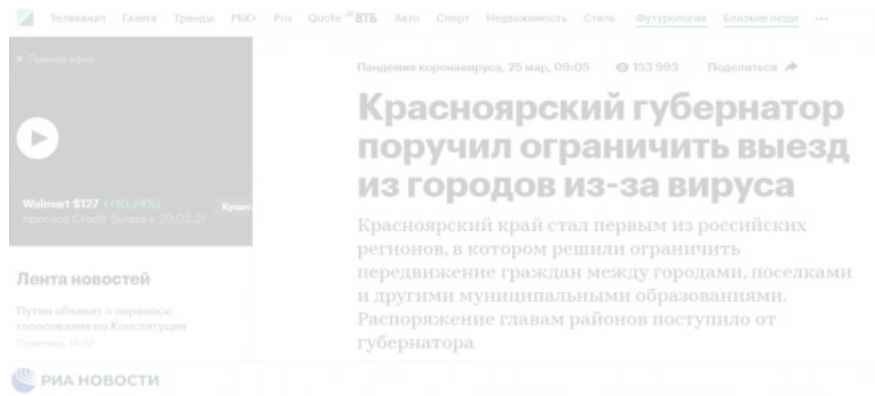 Телеканал Газета Тренды РБК+ Pro Quote ВТБ Авто Спорт Недвижимость Стиль Футурология Близкие люди ...
Прямой эфир
Walmart $127 (+10,24%)
прогноз Credit Suisse к 20.03.21
Купить
Лента новостей
Путин объявит о переносе
голосования по Конституции
Политика, 14:53
Пандемия коронавируса, 25 мар, 09:05 153 993 Поделиться
Красноярский губернатор
поручил ограничить выезд
из городов из-за вируса
Красноярский край стал первым из российских
регионов, в котором решили ограничить
передвижение граждан между городами, поселками
и другими муниципальными образованиями.
Распоряжение главам районов поступило от
губернатора
РИА НОВОСТИ